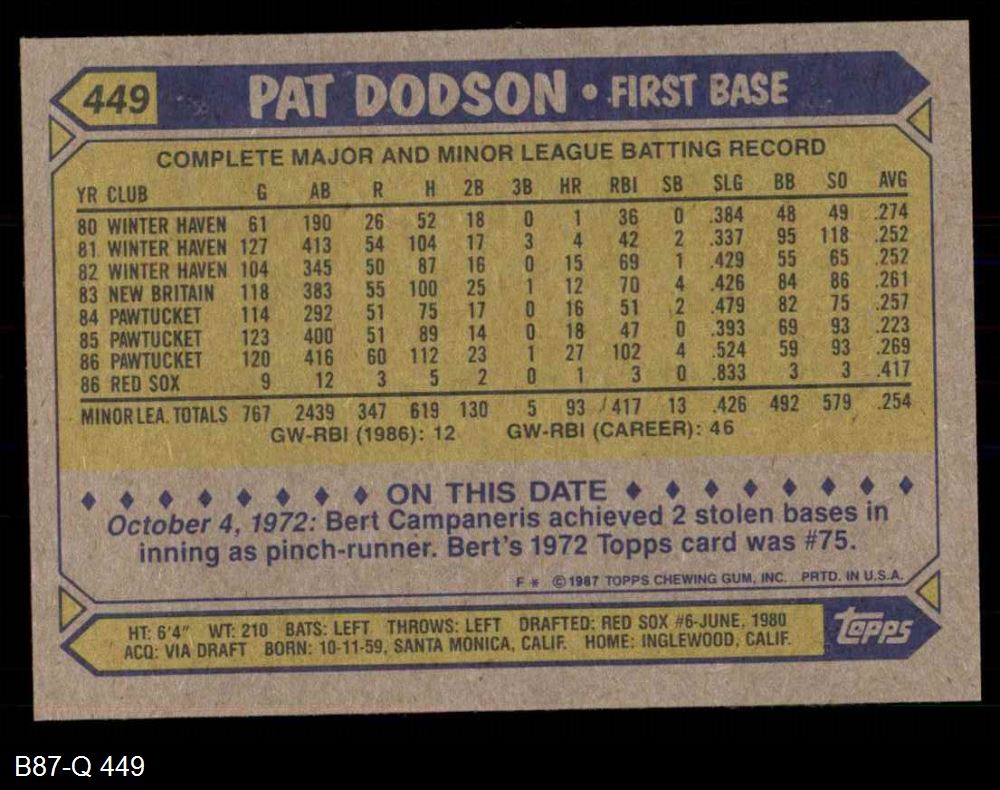 449 PAT DODSON • FIRST BASE
COMPLETE MAJOR AND MINOR LEAGUE BATTING RECORD
YR CLUB G AB R H 2B 3B HR RBI SB SLG BB SO AVG
80 WINTER HAVEN 61 190 26 52 18 0 1 36 0 .384 48 49 .274
81 WINTER HAVEN 127 413 54 104 17 3 4 42 2 .337 95 118 .252
82 WINTER HAVEN 104 345 50 87 16 0 15 69 1 .429 55 65 .252
83 NEW BRITAIN 118 383 55 100 25 1 12 70 4 .426 84 86 .261
84 PAWTUCKET 114 292 51 75 17 0 16 51 2 .479 82 75 .257
85 PAWTUCKET 123 400 51 89 14 0 18 47 0 .393 69 93 .223
86 PAWTUCKET 120 416 60 112 23 1 27 102 4 .524 59 93 .269
86 RED SOX 9 12 3 5 2 0 1 3 0 .833 3 3 .417
MINOR LEA. TOTALS 767 2439 347 619 130 5 93 417 13 .426 492 579 .254
GW-RBI (1986): 12 GW-RBI (CAREER): 46
ON THIS DATE
October 4, 1972: Bert Campaneris achieved 2 stolen bases in
inning as pinch-runner. Bert's 1972 Topps card was #75.
F * © 1987 TOPPS CHEWING GUM, INC. PRTD. IN U.S.A.
HT: 6'4" WT: 210 BATS: LEFT THROWS: LEFT DRAFTED: RED SOX #6-JUNE, 1980
ACQ: VIA DRAFT BORN: 10-11-59, SANTA MONICA, CALIF. HOME: INGLEWOOD, CALIF.
Topps
B87-Q 449